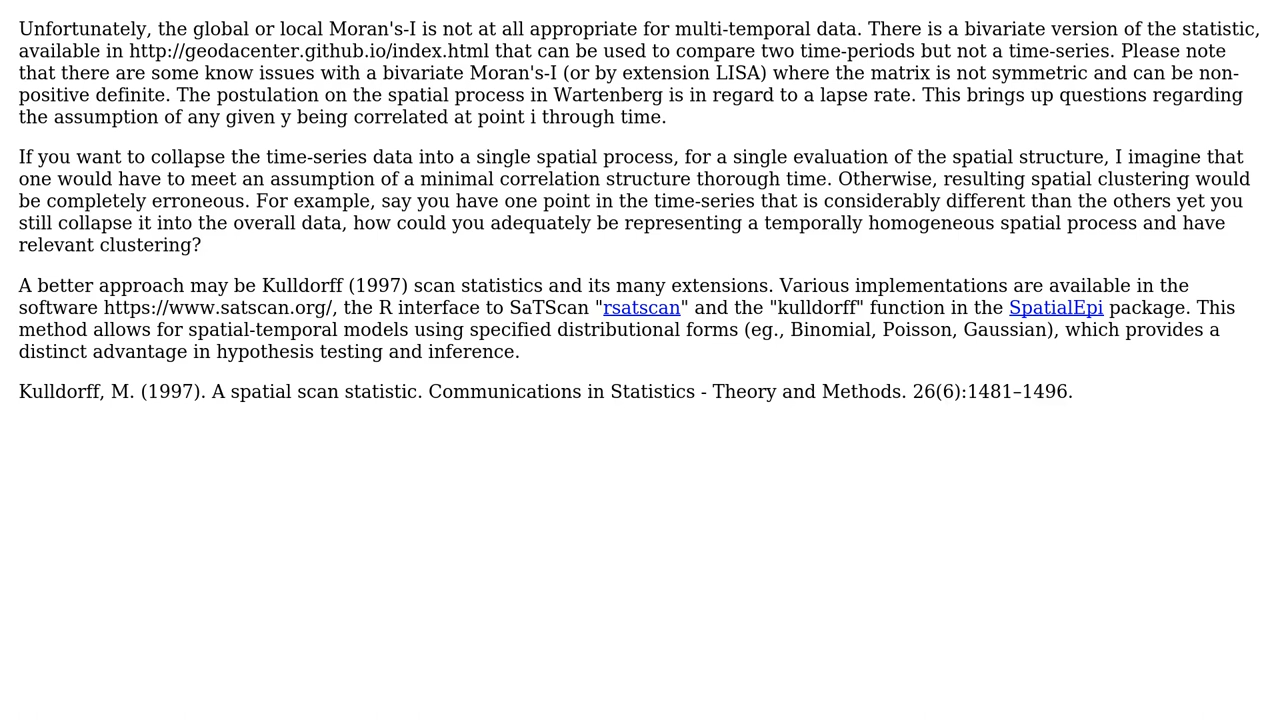 Unfortunately, the global or local Moran's-I is not at all appropriate for multi-temporal data. There is a bivariate version of the statistic,
available in http://geodacenter.github.io/index.html that can be used to compare two time-periods but not a time-series. Please note
that there are some know issues with a bivariate Moran's-I (or by extension LISA) where the matrix is not symmetric and can be non-
positive definite. The postulation on the spatial process in Wartenberg is in regard to a lapse rate. This brings up questions regarding
the assumption of any given y being correlated at point i through time.
If you want to collapse the time-series data into a single spatial process, for a single evaluation of the spatial structure, I imagine that
one would have to meet an assumption of a minimal correlation structure thorough time. Otherwise, resulting spatial clustering would
be completely erroneous. For example, say you have one point in the time-series that is considerably different than the others yet you
still collapse it into the overall data, how could you adequately be representing a temporally homogeneous spatial process and have
relevant clustering?
A better approach may be Kulldorff (1997) scan statistics and its many extensions. Various implementations are available in the
software https://www.satscan.org/, the R interface to SaTScan "rsatscan" and the "kulldorff" function in the SpatialEpi package. This
method allows for spatial-temporal models using specified distributional forms (eg., Binomial, Poisson, Gaussian), which provides a
distinct advantage in hypothesis testing and inference.
Kulldorff, M. (1997). A spatial scan statistic. Communications in Statistics - Theory and Methods. 26(6):1481–1496.